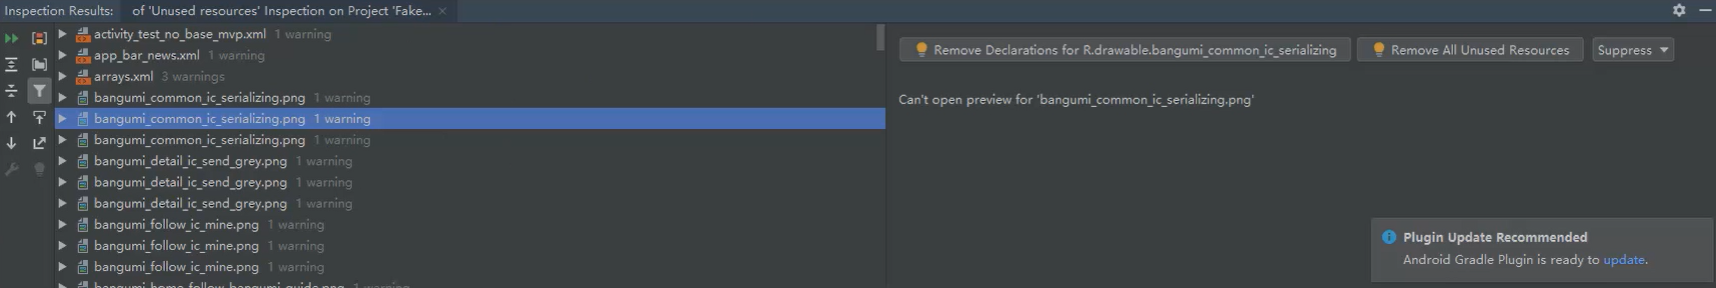 Inspection Results: of 'Unused resources' Inspection on Project 'Fake...
activity_test_no_base_mvp.xml 1 warning
app_bar_news.xml 1 warning
arrays.xml 3 warnings
bangumi_common_ic_serializing.png 1 warning
bangumi_common_ic_serializing.png 1 warning
bangumi_common_ic_serializing.png 1 warning
bangumi_detail_ic_send_grey.png 1 warning
bangumi_detail_ic_send_grey.png 1 warning
bangumi_detail_ic_send_grey.png 1 warning
bangumi_follow_ic_mine.png 1 warning
bangumi_follow_ic_mine.png 1 warning
bangumi_follow_ic_mine.png 1 warning
bangumi_home_follow_bangumi_guide.png 1 warning
Remove Declarations for R.drawable.bangumi_common_ic_serializing Remove All Unused Resources Suppress
Can't open preview for 'bangumi_common_ic_serializing.png'
Plugin Update Recommended
Android Gradle Plugin is ready to update.